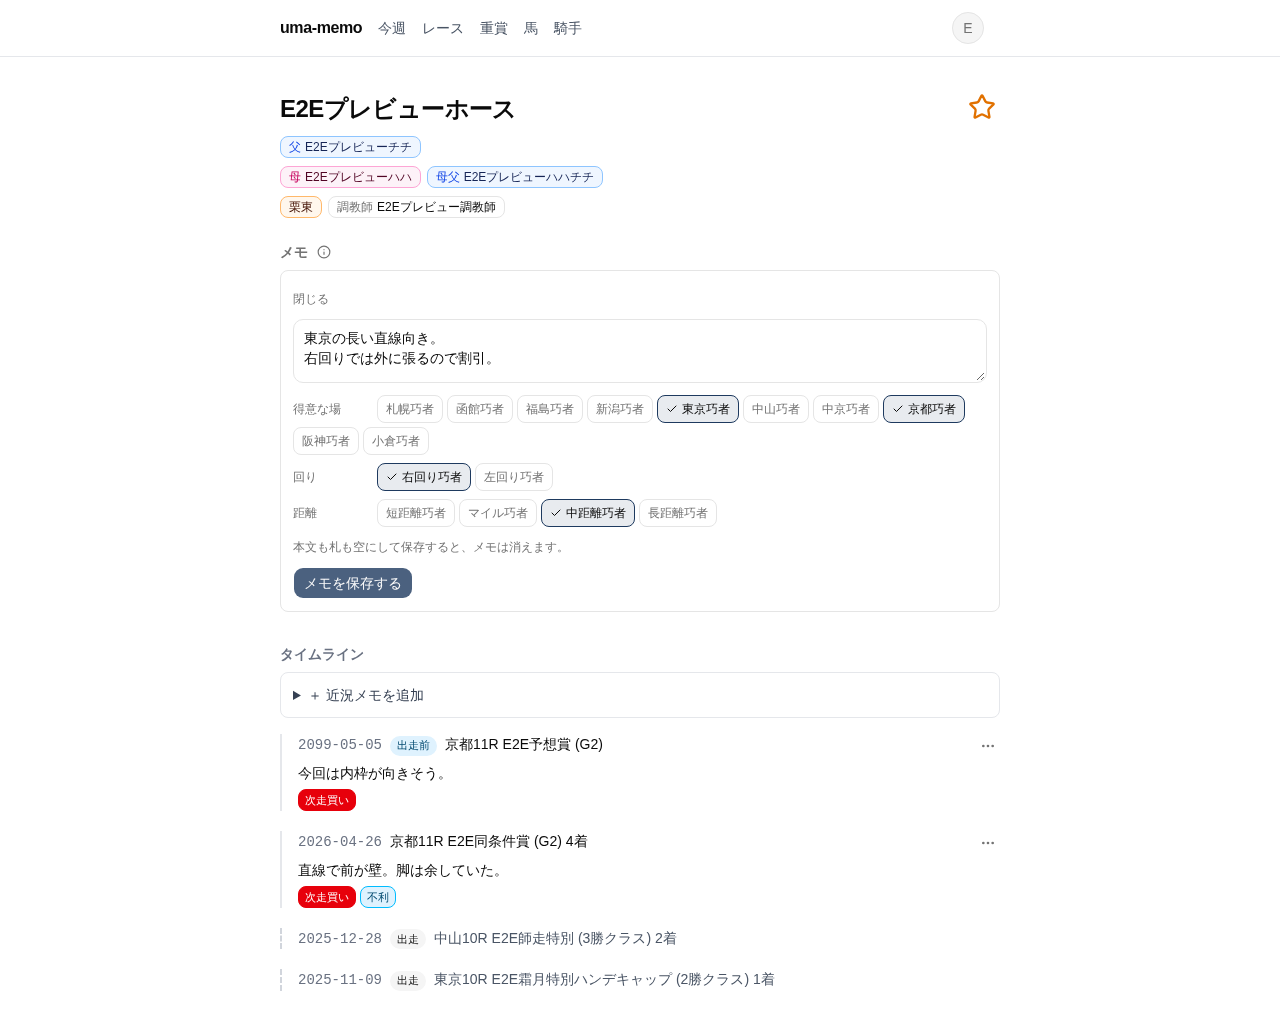 uma-memo 今週 レース 重賞 馬 騎手 E
E2Eプレビューホース
父 E2Eプレビューチチ
母 E2Eプレビューハハ 母父 E2Eプレビューハハチチ
栗東 調教師 E2Eプレビュー調教師
メモ
閉じる
東京の長い直線向き。
右回りでは外に張るので割引。
得意な場 札幌巧者 函館巧者 福島巧者 新潟巧者 東京巧者 中山巧者 中京巧者 京都巧者
阪神巧者 小倉巧者
回り 右回り巧者 左回り巧者
距離 短距離巧者 マイル巧者 中距離巧者 長距離巧者
本文も札も空にして保存すると、メモは消えます。
メモを保存する
タイムライン
▶ ＋ 近況メモを追加
2099-05-05 出走前 京都11R E2E予想賞 (G2)
今回は内枠が向きそう。
次走買い
2026-04-26 京都11R E2E同条件賞 (G2) 4着
直線で前が壁。脚は余していた。
次走買い 不利
2025-12-28 出走 中山10R E2E師走特別 (3勝クラス) 2着
2025-11-09 出走 東京10R E2E霜月特別ハンデキャップ (2勝クラス) 1着